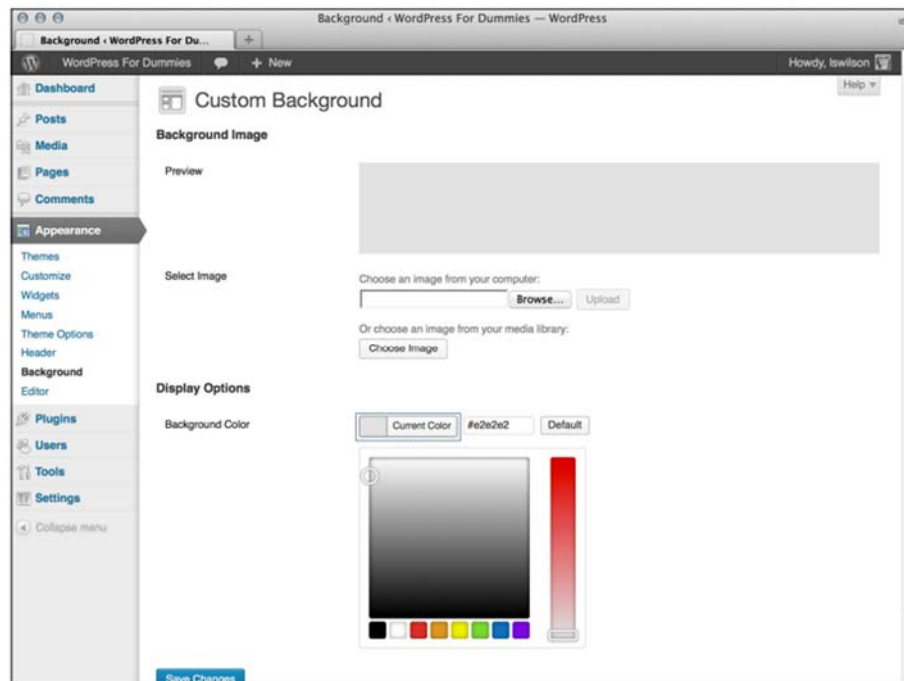 Background ‹ WordPress For Dummies — WordPress
Background ‹ WordPress For Du...
WordPress For Dummies
+ New
Howdy, lswilson
Help
Dashboard
Posts
Media
Pages
Comments
Appearance
Themes
Customize
Widgets
Menus
Theme Options
Header
Background
Editor
Plugins
Users
Tools
Settings
Collapse menu
Custom Background
Background Image
Preview
Select Image
Choose an image from your computer:
Browse... Upload
Or choose an image from your media library:
Choose Image
Display Options
Background Color
Current Color #e2e2e2 Default
Save Changes